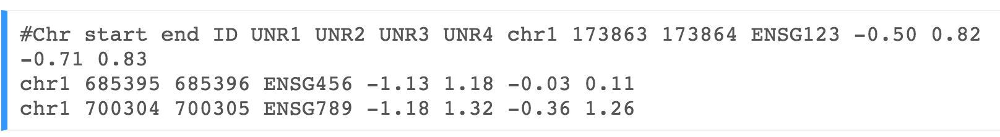 #Chr start end ID UNR1 UNR2 UNR3 UNR4 chr1 173863 173864 ENSG123 -0.50 0.82
-0.71 0.83
chr1 685395 685396 ENSG456 -1.13 1.18 -0.03 0.11
chr1 700304 700305 ENSG789 -1.18 1.32 -0.36 1.26